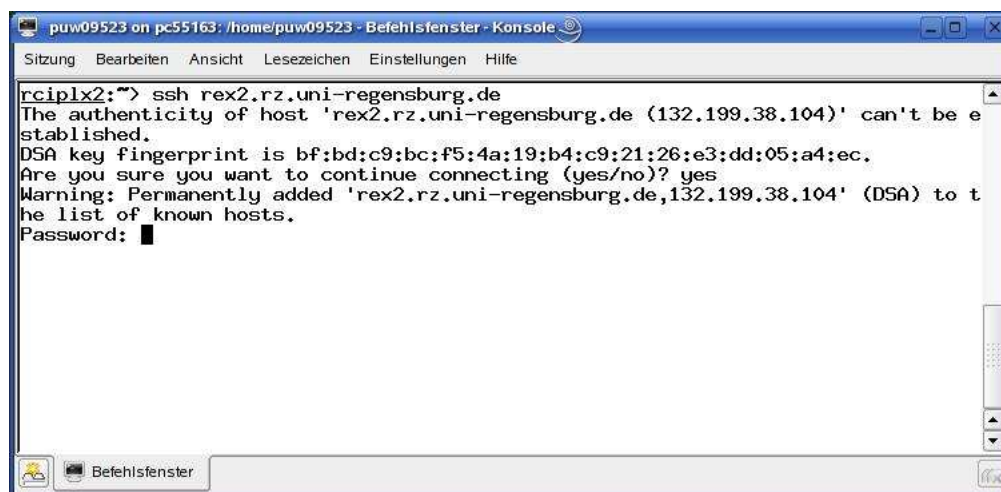 puw09523 on pc55163: /home/puw09523 - Befehlsfenster - Konsole
Sitzung Bearbeiten Ansicht Lesezeichen Einstellungen Hilfe
rciplx2:~> ssh rex2.rz.uni-regensburg.de
The authenticity of host 'rex2.rz.uni-regensburg.de (132.199.38.104)' can't be e
stablished.
DSA key fingerprint is bf:bd:c9:bc:f5:4a:19:b4:c9:21:26:e3:dd:05:a4:ec.
Are you sure you want to continue connecting (yes/no)? yes
Warning: Permanently added 'rex2.rz.uni-regensburg.de,132.199.38.104' (DSA) to t
he list of known hosts.
Password:
Befehlsfenster